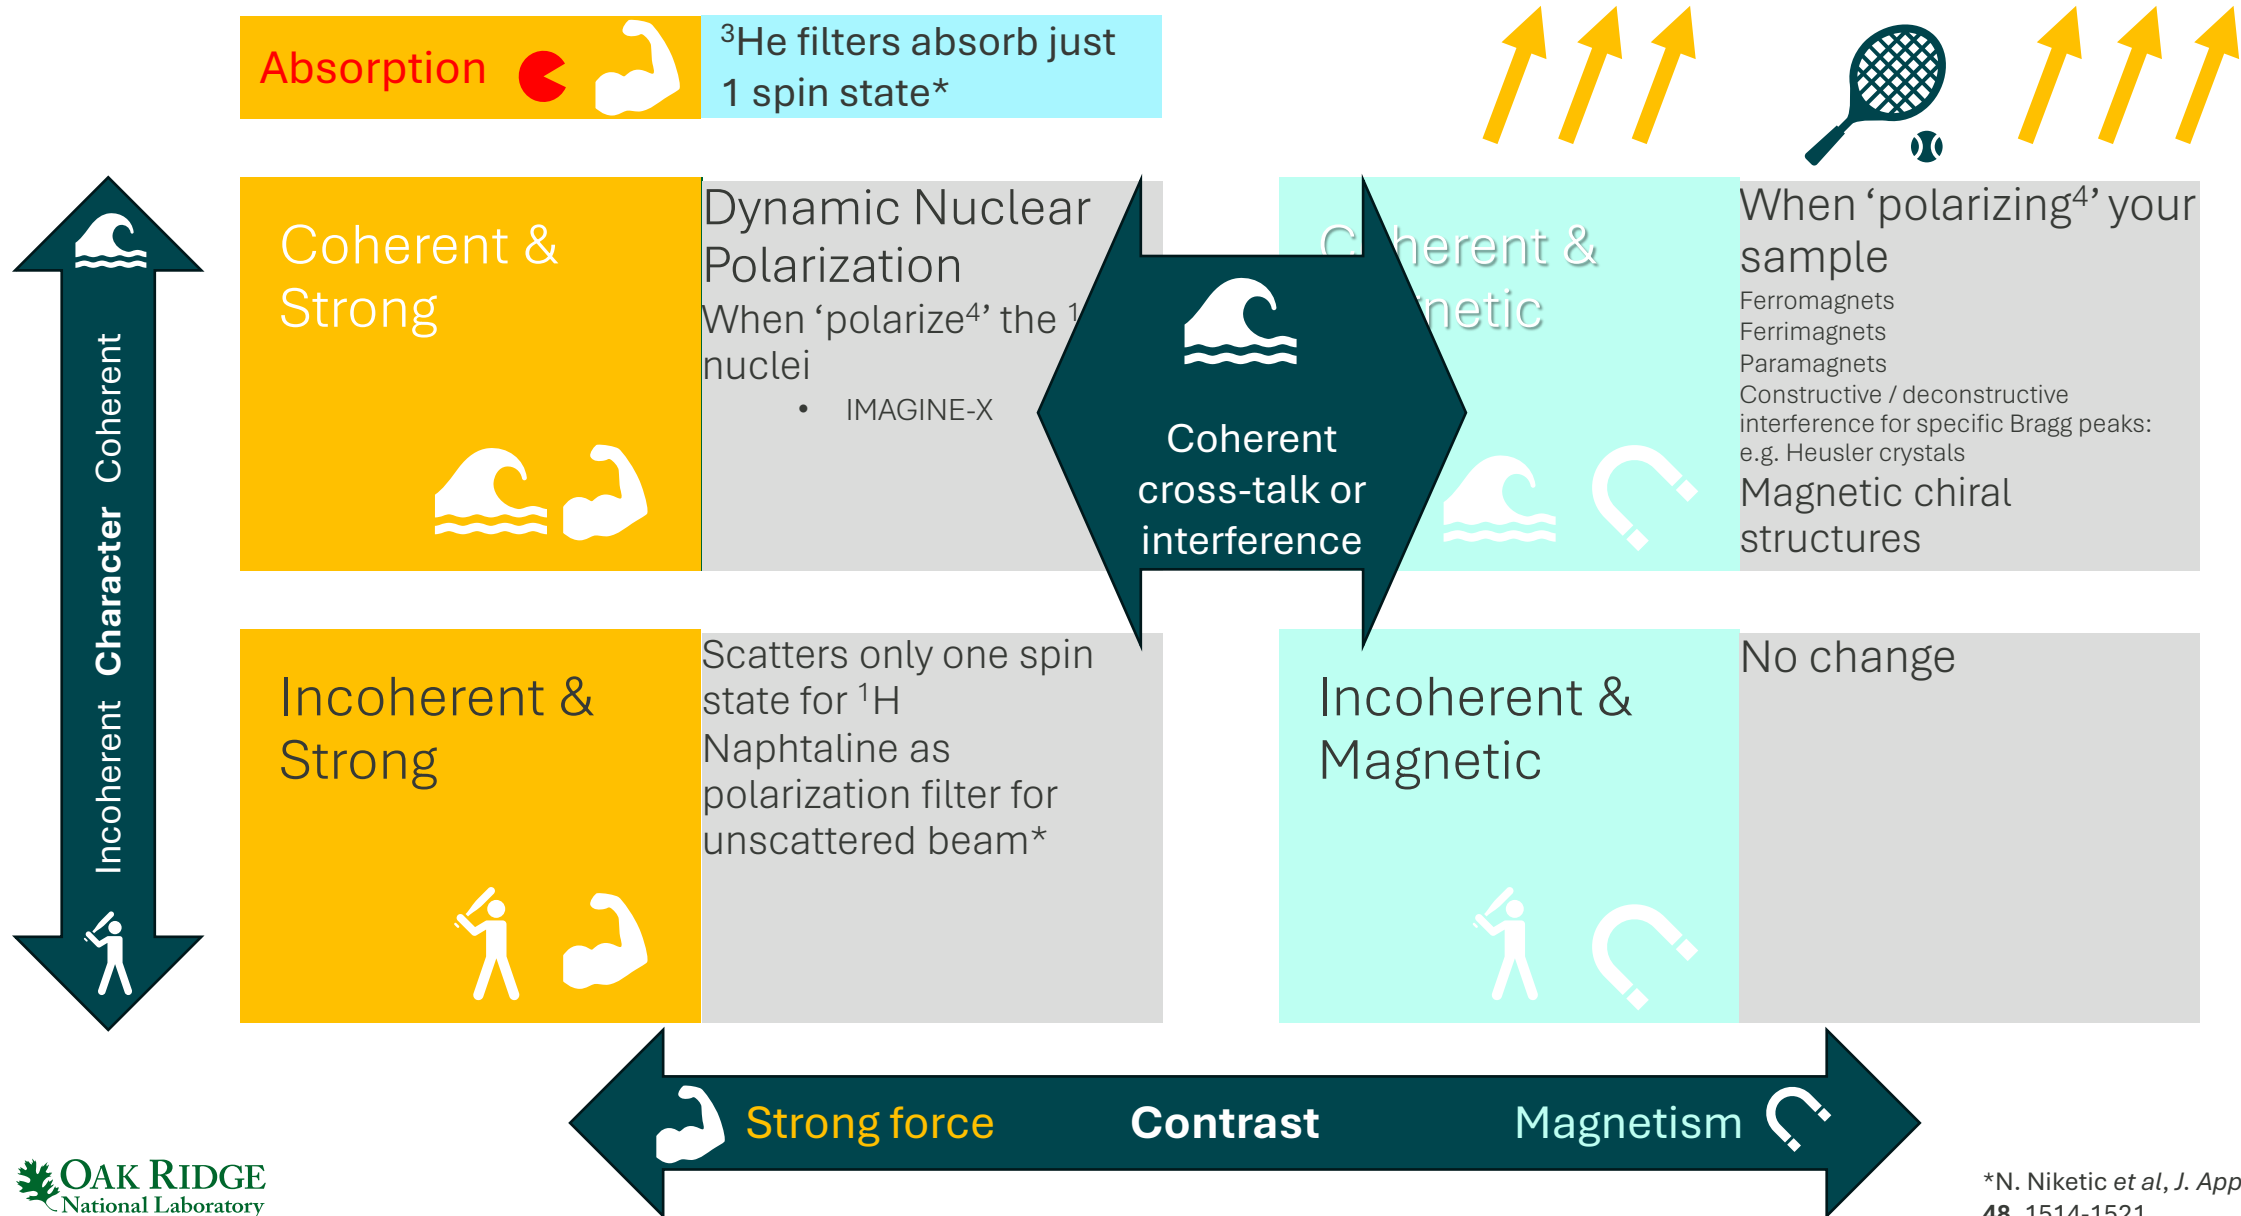 Absorption
³He filters absorb just
1 spin state*
Coherent &
Strong
Dynamic Nuclear
Polarization
When ‘polarize⁴’ the ¹
nuclei
• IMAGINE-X
Coherent
cross-talk or
interference
herent &
netic
When ‘polarizing⁴’ your
sample
Ferromagnets
Ferrimagnets
Paramagnets
Constructive / deconstructive
interference for specific Bragg peaks:
e.g. Heusler crystals
Magnetic chiral
structures
Incoherent Character Coherent
Incoherent &
Strong
Scatters only one spin
state for ¹H
Naphtaline as
polarization filter for
unscattered beam*
Incoherent &
Magnetic
No change
Strong force Contrast Magnetism
OAK RIDGE
National Laboratory
*N. Niketic et al, J. App
48, 1514-1521